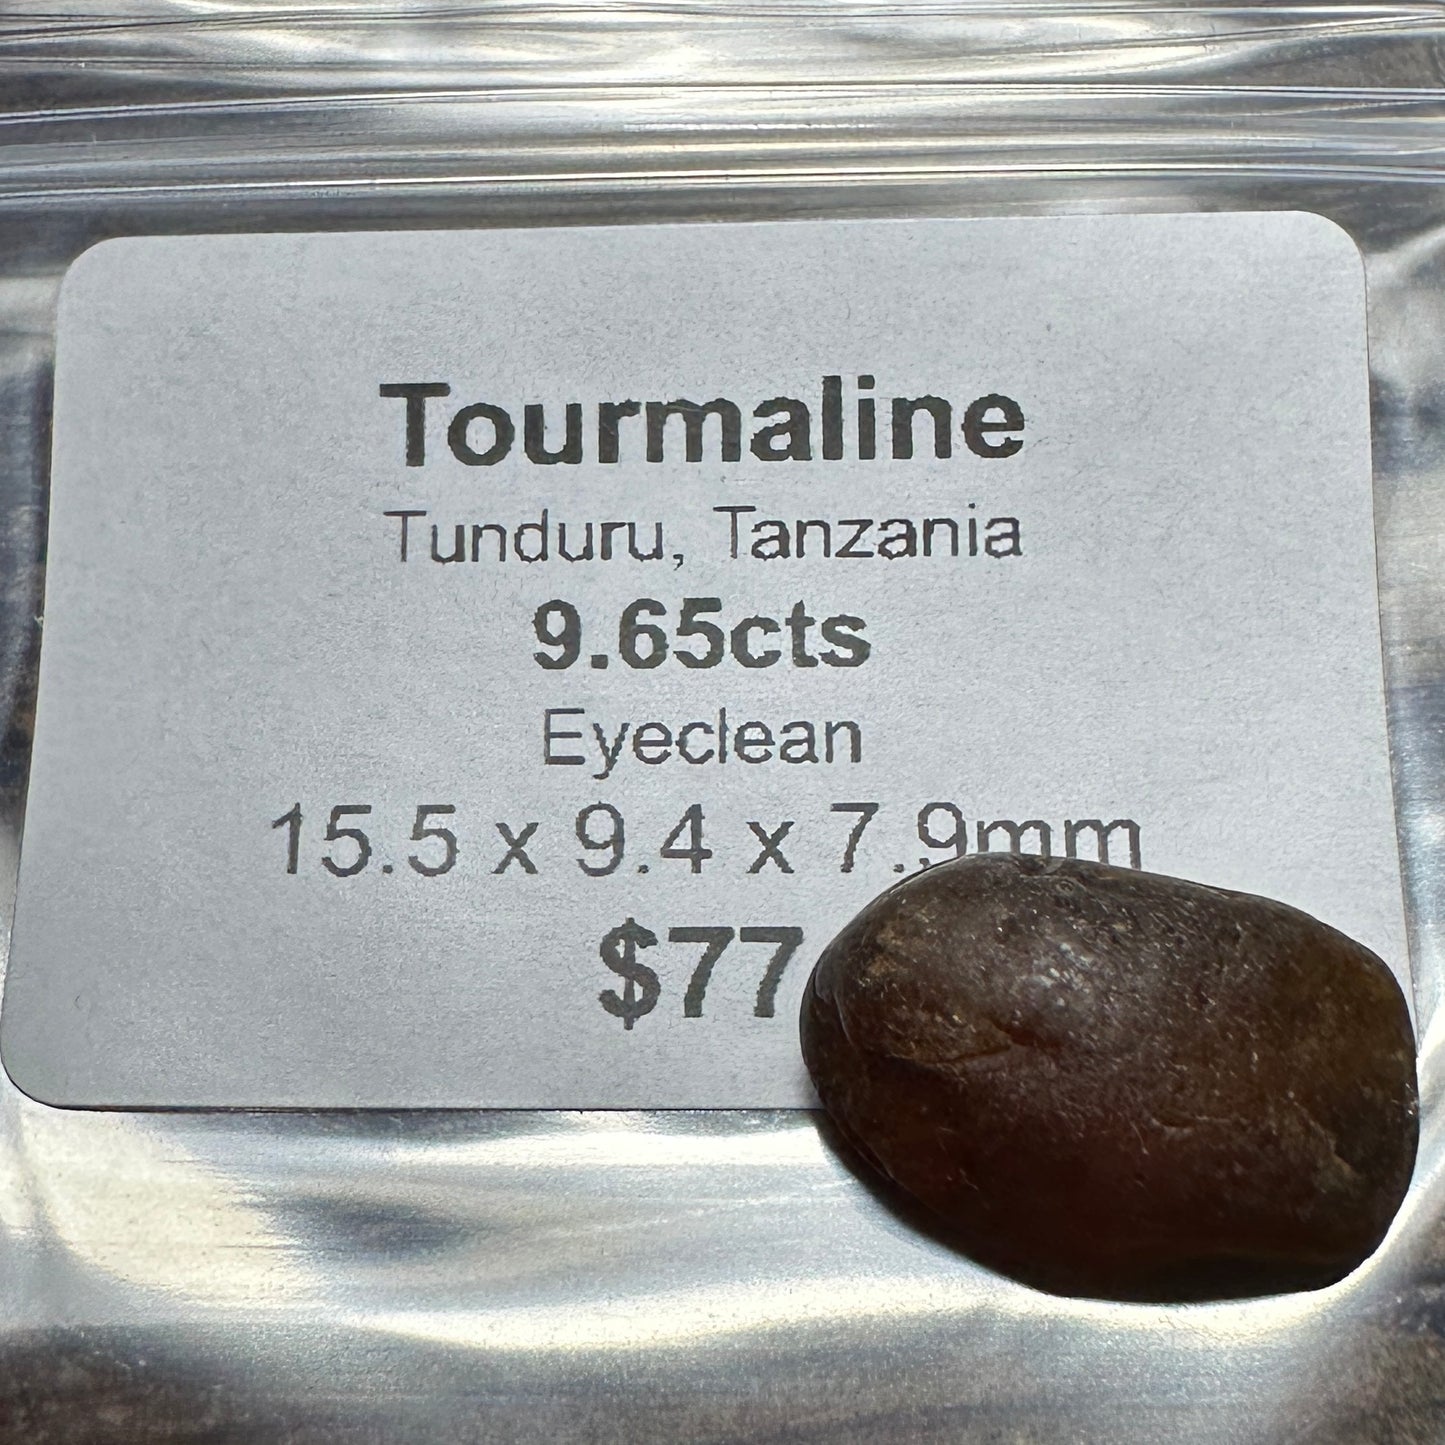 Tourmaline
Tunduru, Tanzania
9.65cts
Eyeclean
15.5 x 9.4 x 7.9mm
$77